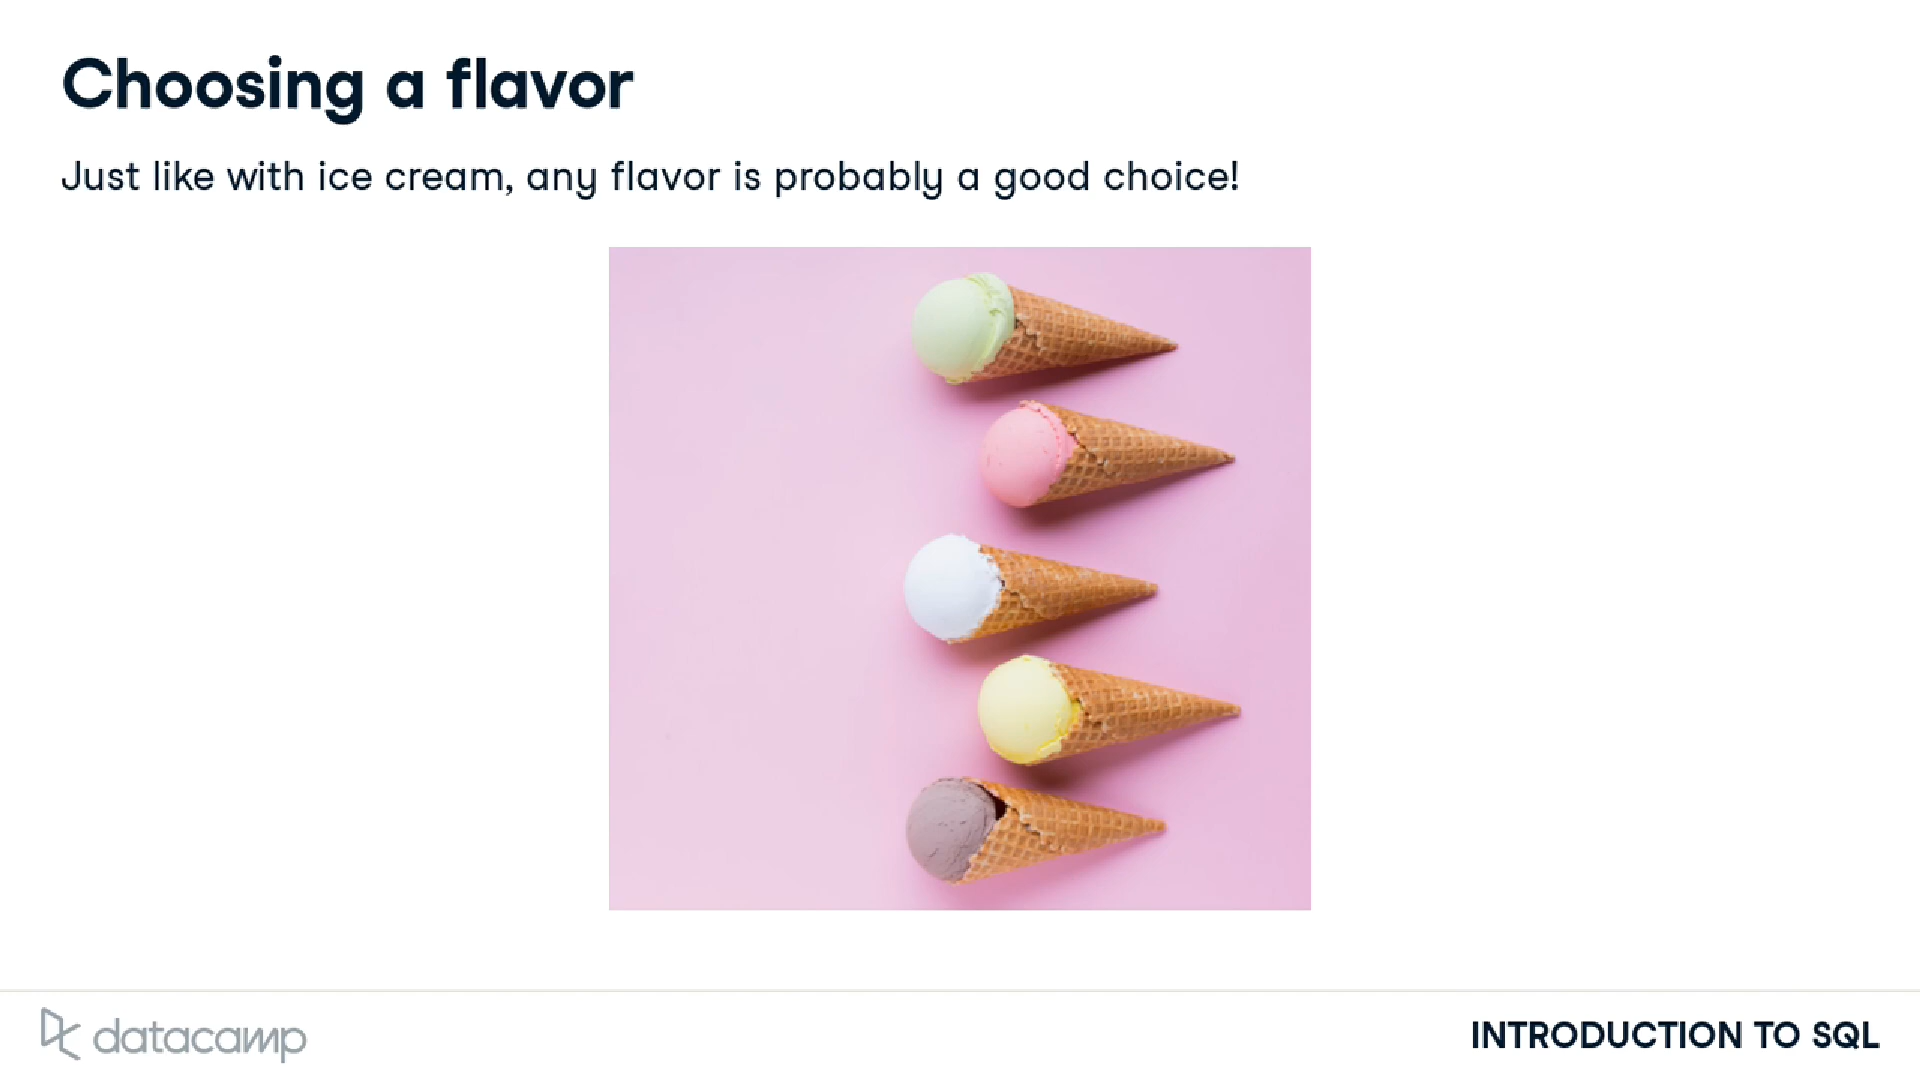 Choosing a flavor
Just like with ice cream, any flavor is probably a good choice!
datacamp
INTRODUCTION TO SQL